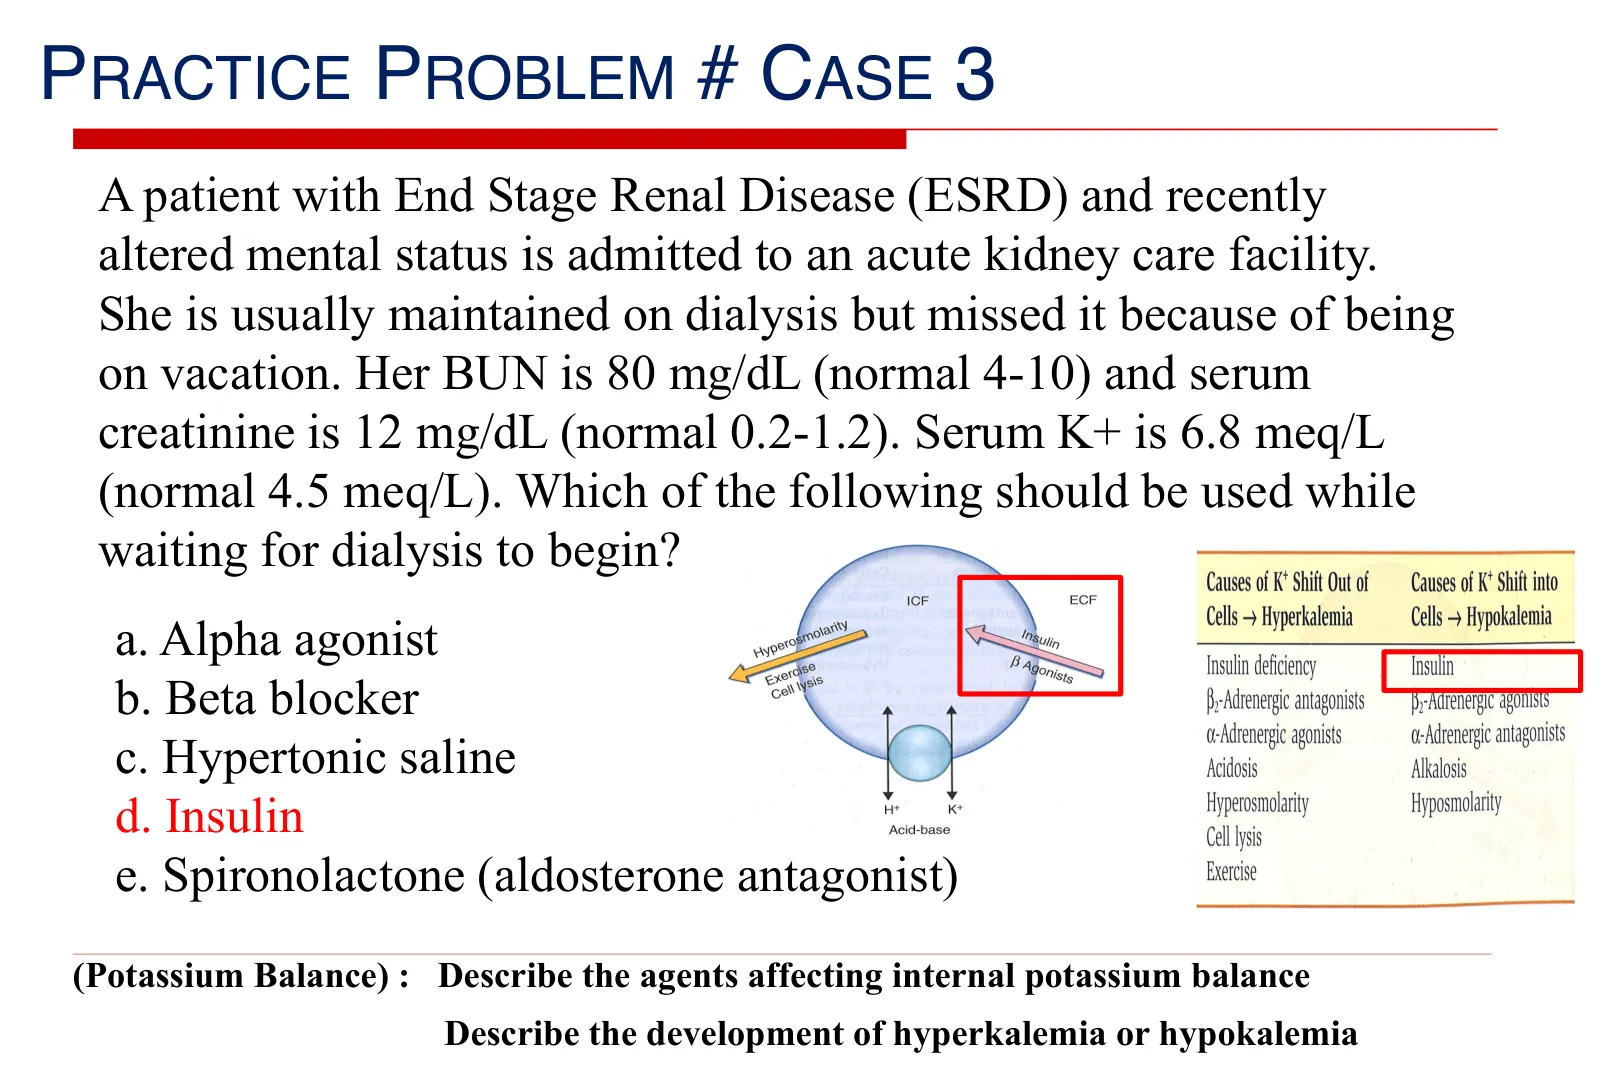 PRACTICE PROBLEM # CASE 3
A patient with End Stage Renal Disease (ESRD) and recently
altered mental status is admitted to an acute kidney care facility.
She is usually maintained on dialysis but missed it because of being
on vacation. Her BUN is 80 mg/dL (normal 4-10) and serum
creatinine is 12 mg/dL (normal 0.2-1.2). Serum K+ is 6.8 meq/L
(normal 4.5 meq/L). Which of the following should be used while
waiting for dialysis to begin?
a. Alpha agonist
b. Beta blocker
c. Hypertonic saline
d. Insulin
e. Spironolactone (aldosterone antagonist)
ICF
ECF
Hyperosmolarity
Exercise
Cell lysis
Insulin
β Agonists
H⁺
K⁺
Acid-base
Causes of K⁺ Shift Out of
Cells → Hyperkalemia
Causes of K⁺ Shift into
Cells → Hypokalemia
Insulin deficiency
Insulin
β₂-Adrenergic antagonists
β₂-Adrenergic agonists
α-Adrenergic agonists
α-Adrenergic antagonists
Acidosis
Alkalosis
Hyperosmolarity
Hyposmolarity
Cell lysis
Exercise
(Potassium Balance) : Describe the agents affecting internal potassium balance
Describe the development of hyperkalemia or hypokalemia